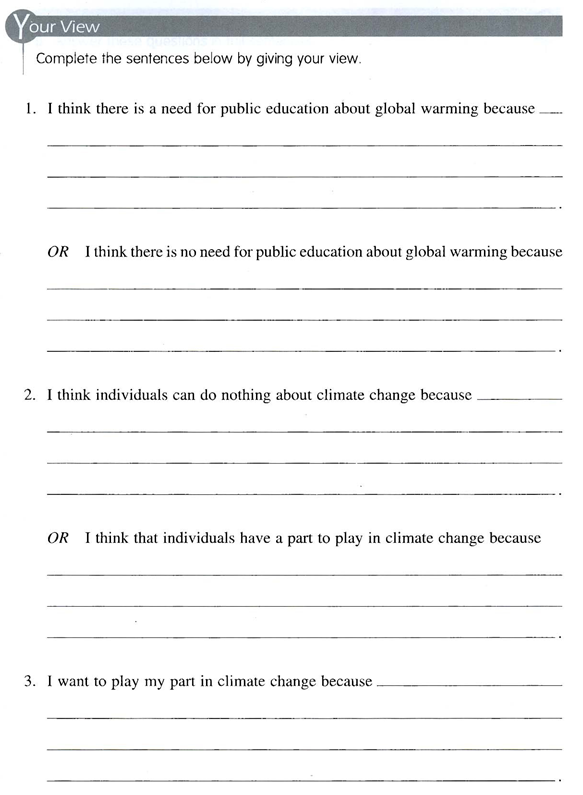 Your View
Complete the sentences below by giving your view.
1. I think there is a need for public education about global warming because
.
OR I think there is no need for public education about global warming because
.
2. I think individuals can do nothing about climate change because
.
OR I think that individuals have a part to play in climate change because
.
3. I want to play my part in climate change because
.